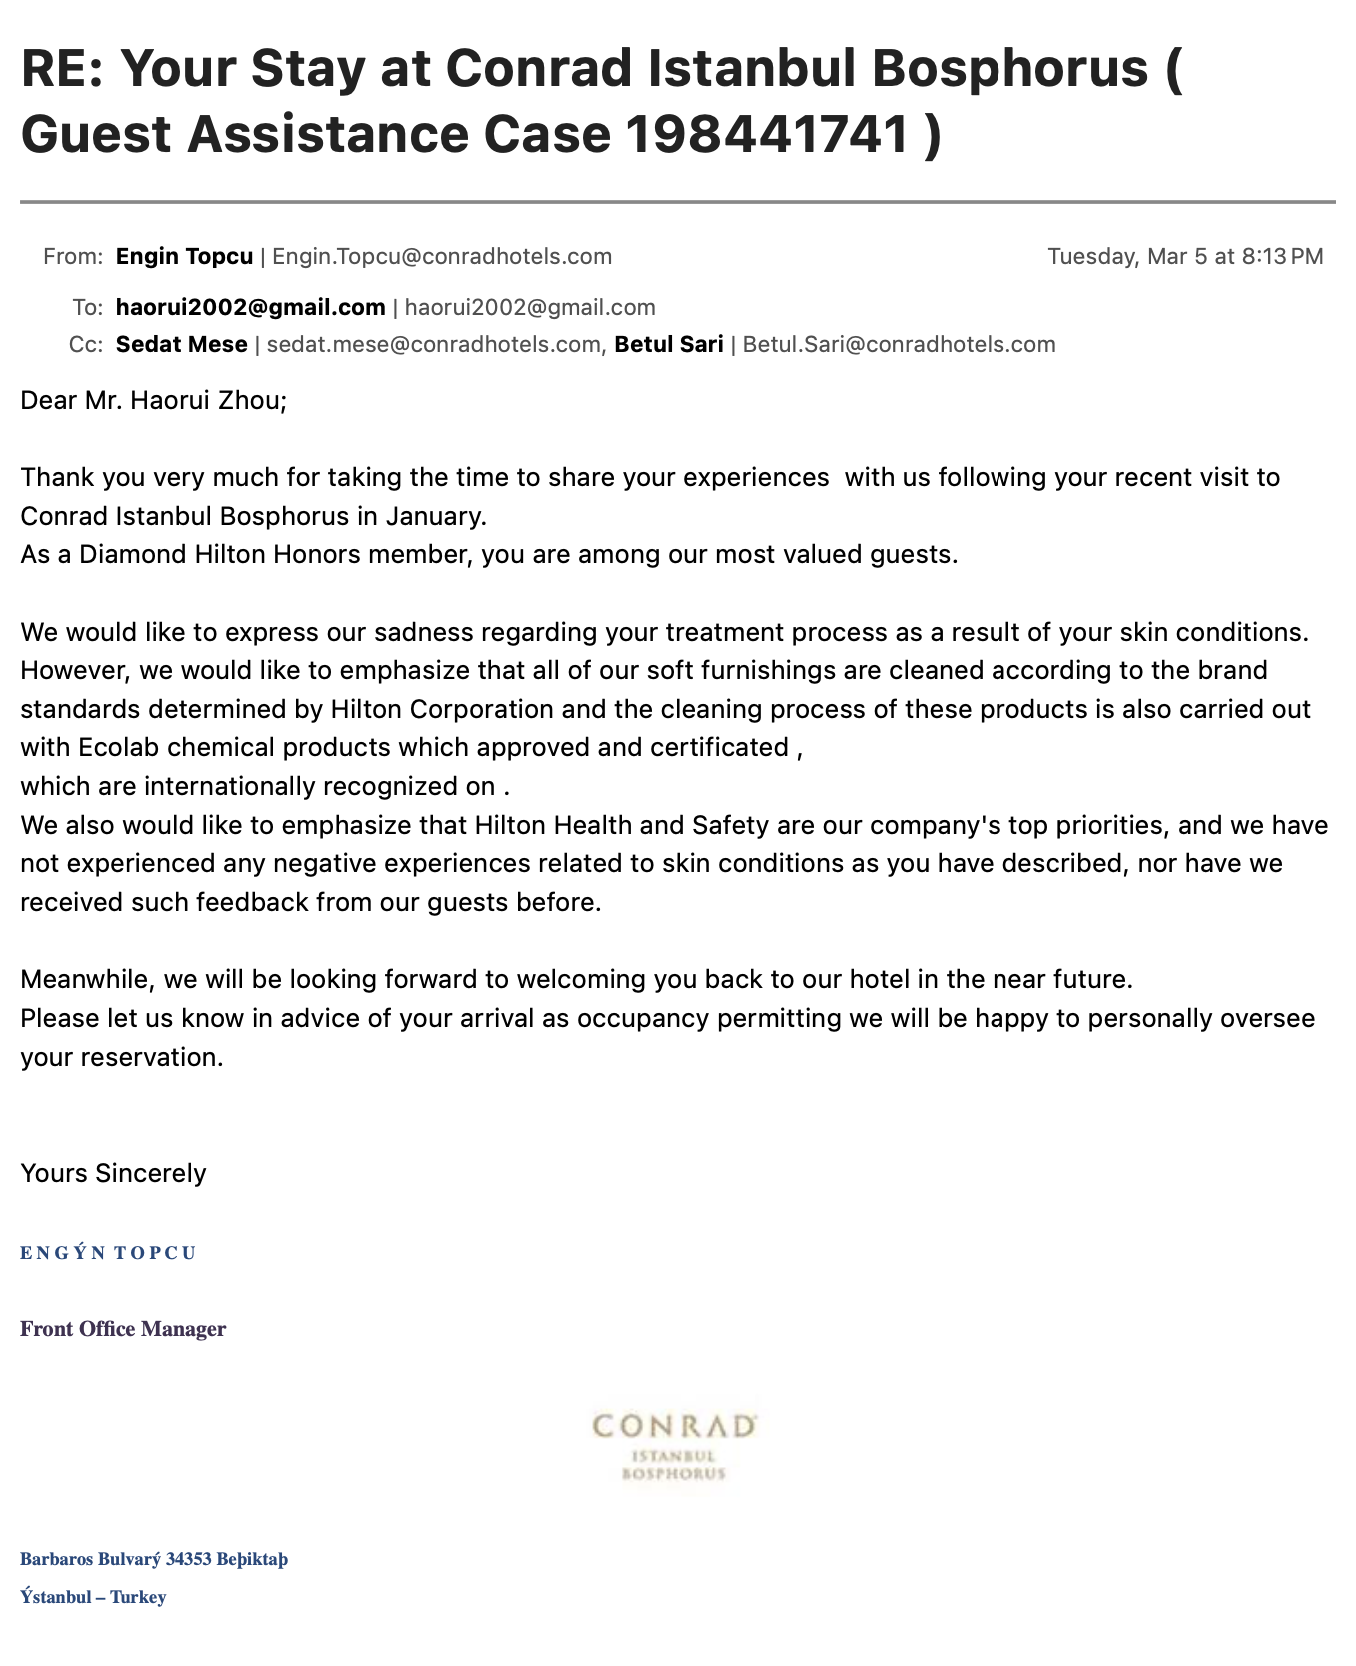 RE: Your Stay at Conrad Istanbul Bosphorus (
Guest Assistance Case 198441741 )
From: Engin Topcu | Engin.Topcu@conradhotels.com Tuesday, Mar 5 at 8:13 PM
To: haorui2002@gmail.com | haorui2002@gmail.com
Cc: Sedat Mese | sedat.mese@conradhotels.com, Betul Sari | Betul.Sari@conradhotels.com
Dear Mr. Haorui Zhou;
Thank you very much for taking the time to share your experiences  with us following your recent visit to
Conrad Istanbul Bosphorus in January.
As a Diamond Hilton Honors member, you are among our most valued guests.
We would like to express our sadness regarding your treatment process as a result of your skin conditions.
However, we would like to emphasize that all of our soft furnishings are cleaned according to the brand
standards determined by Hilton Corporation and the cleaning process of these products is also carried out
with Ecolab chemical products which approved and certificated ,
which are internationally recognized on .
We also would like to emphasize that Hilton Health and Safety are our company's top priorities, and we have
not experienced any negative experiences related to skin conditions as you have described, nor have we
received such feedback from our guests before.
Meanwhile, we will be looking forward to welcoming you back to our hotel in the near future.
Please let us know in advice of your arrival as occupancy permitting we will be happy to personally oversee
your reservation.
Yours Sincerely
ENGÝN TOPCU
Front Office Manager
CONRAD
ISTANBUL
BOSPHORUS
Barbaros Bulvarý 34353 Beþiktaþ
Ýstanbul – Turkey